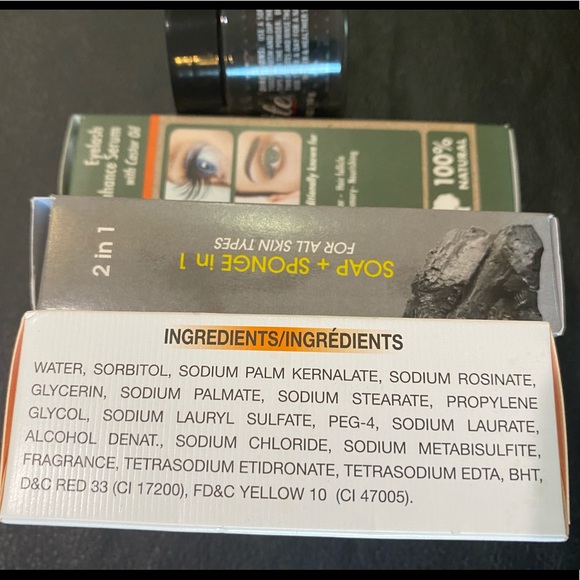 Eyelash
Enhance Serum
with Castor Oil
100%
NATURAL
2 in 1
SOAP + SPONGE in 1
FOR ALL SKIN TYPES
INGREDIENTS/INGRÉDIENTS
WATER, SORBITOL, SODIUM PALM KERNALATE, SODIUM ROSINATE,
GLYCERIN, SODIUM PALMATE, SODIUM STEARATE, PROPYLENE
GLYCOL, SODIUM LAURYL SULFATE, PEG-4, SODIUM LAURATE,
ALCOHOL DENAT., SODIUM CHLORIDE, SODIUM METABISULFITE,
FRAGRANCE, TETRASODIUM ETIDRONATE, TETRASODIUM EDTA, BHT,
D&C RED 33 (CI 17200), FD&C YELLOW 10 (CI 47005).